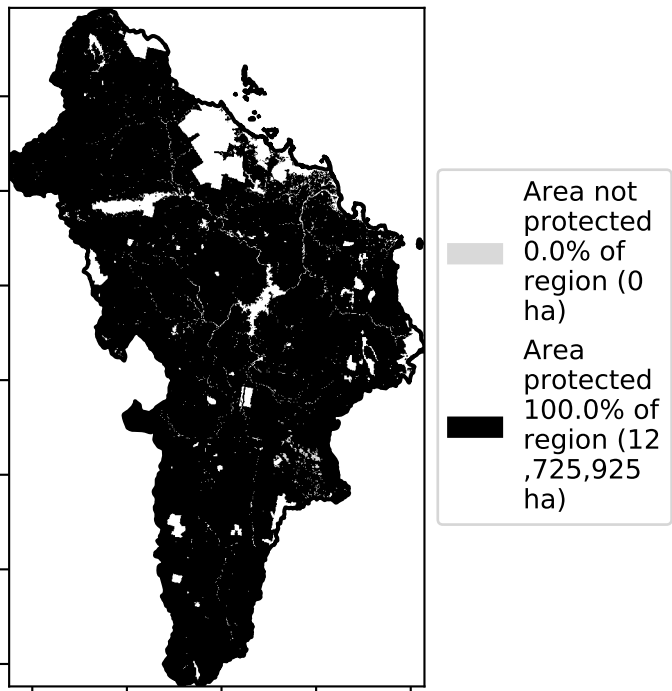 Area not
protected
0.0% of
region (0
ha)
Area
protected
100.0% of
region (12
,725,925
ha)